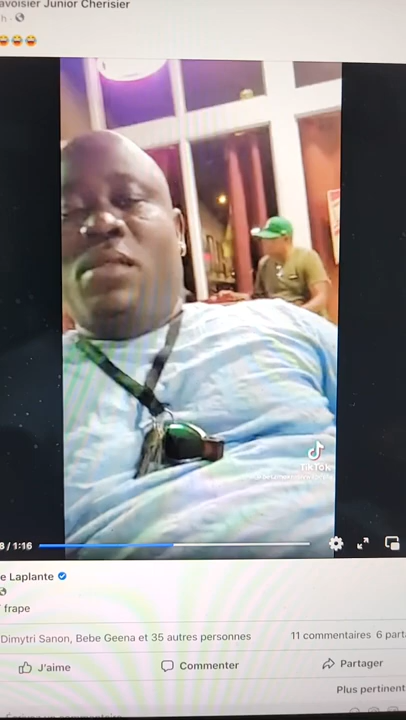 avoisier Junior Cherisier
TikTok
8 / 1:16
e Laplante
frape
Dimytri Sanon, Bebe Geena et 35 autres personnes
11 commentaires 6 part
J'aime
Commenter
Partager
Plus pertinent